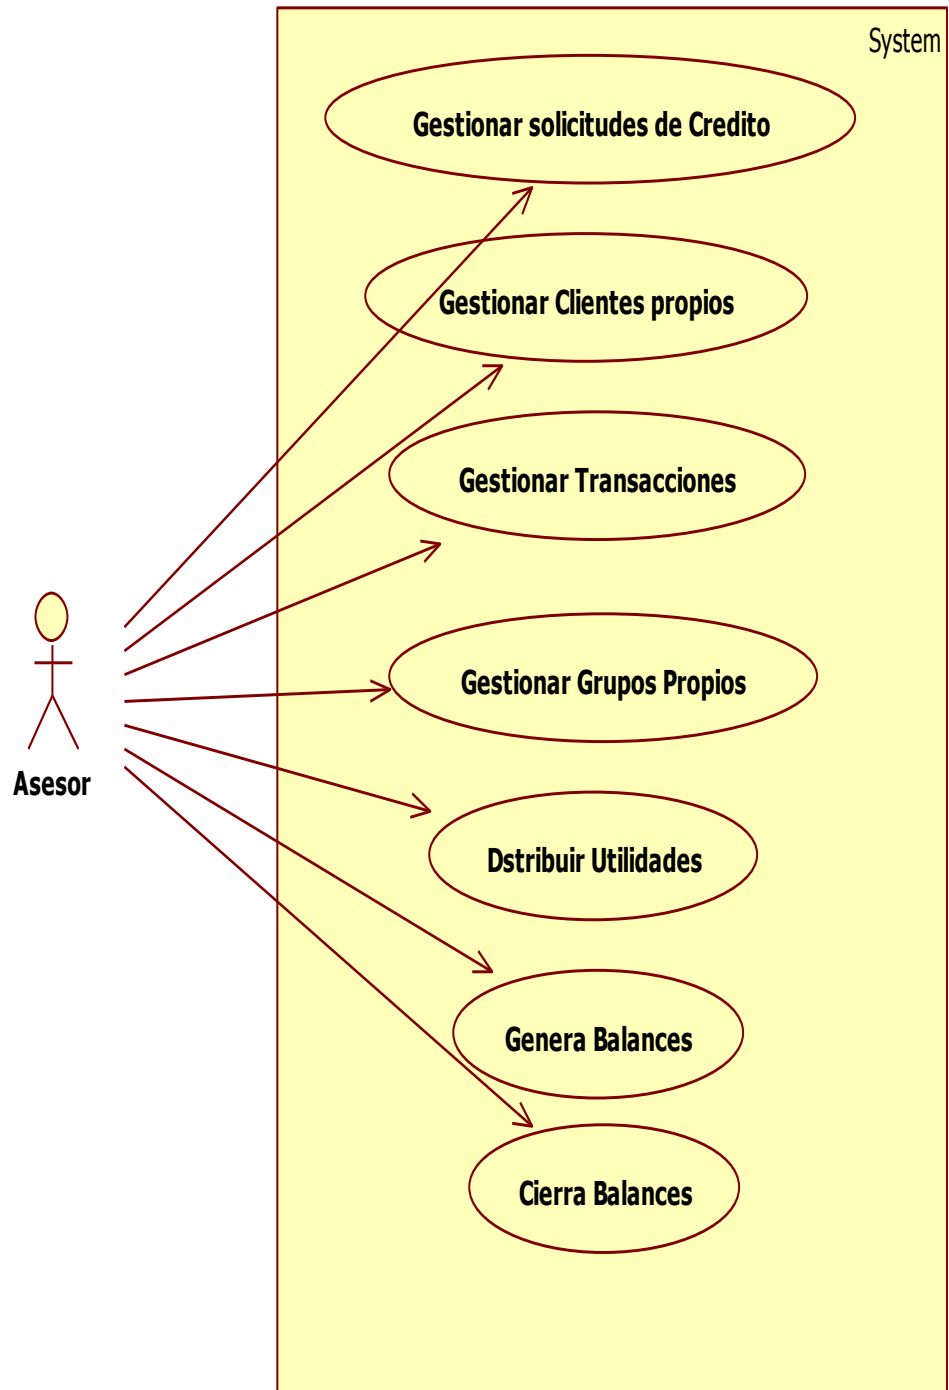 System
Gestionar solicitudes de Credito
Gestionar Clientes propios
Gestionar Transacciones
Gestionar Grupos Propios
Asesor
Dstribuir Utilidades
Genera Balances
Cierra Balances